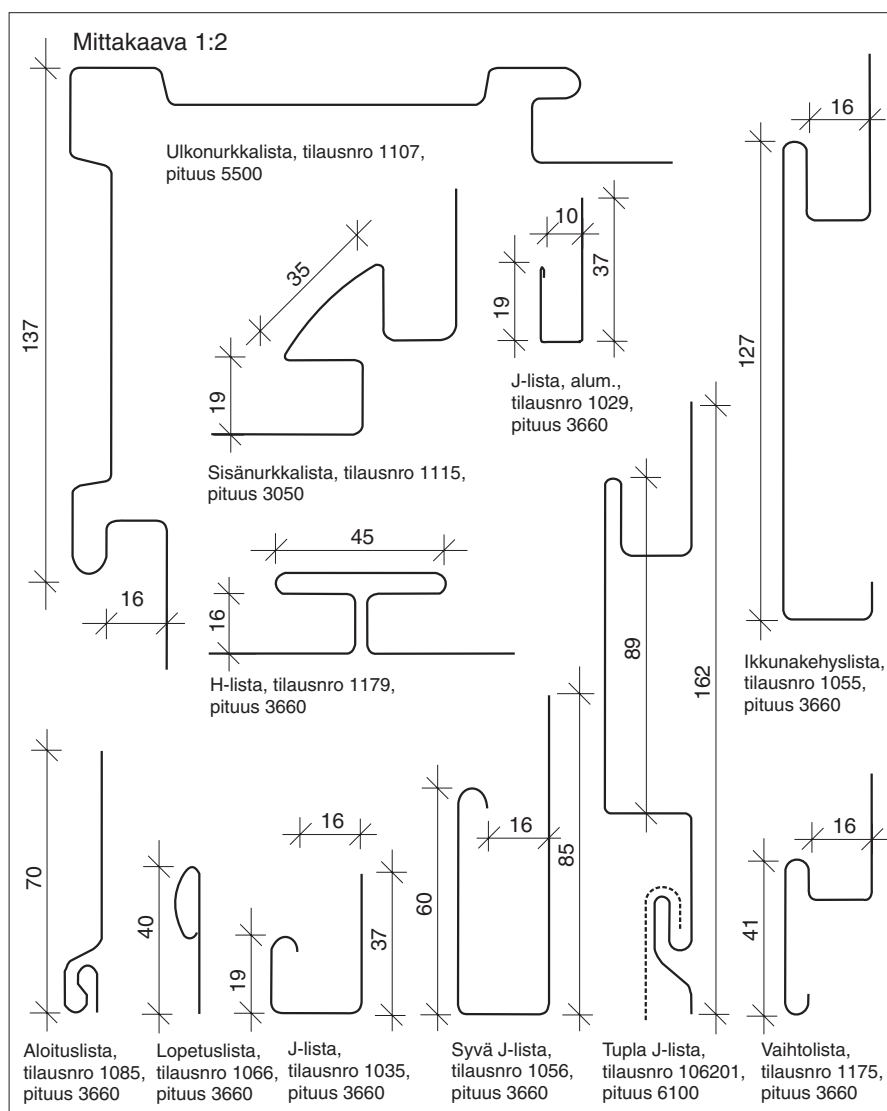 Mittakaava 1:2
137
16
Ulkonurkkalista, tilausnro 1107,
pituus 5500
35
19
Sisänurkkalista, tilausnro 1115,
pituus 3050
10
37
19
J-lista, alum.,
tilausnro 1029,
pituus 3660
16
127
Ikkunakehyslista,
tilausnro 1055,
pituus 3660
45
16
H-lista, tilausnro 1179,
pituus 3660
70
Aloituslista,
tilausnro 1085,
pituus 3660
40
Lopetuslista,
tilausnro 1066,
pituus 3660
16
19
37
J-lista,
tilausnro 1035,
pituus 3660
60
16
85
Syvä J-lista,
tilausnro 1056,
pituus 3660
89
162
Tupla J-lista,
tilausnro 106201,
pituus 6100
16
41
Vaihtolista,
tilausnro 1175,
pituus 3660